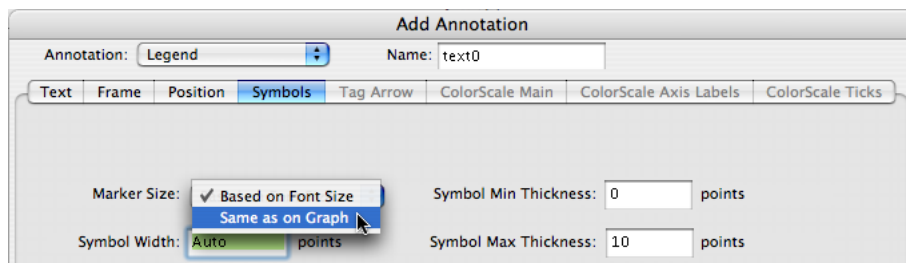 Add Annotation
Annotation: Legend Name: text0
Text Frame Position Symbols Tag Arrow ColorScale Main ColorScale Axis Labels ColorScale Ticks
Marker Size: ✓ Based on Font Size Symbol Min Thickness: 0 points
Same as on Graph
Symbol Width: Auto points Symbol Max Thickness: 10 points